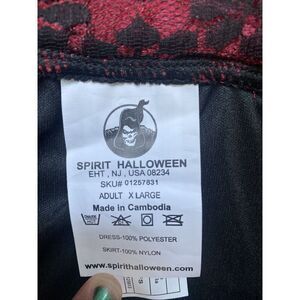 SPIRIT HALLOWEEN
EHT , NJ , USA 08234
SKU# 01257831
ADULT X LARGE
Made in Cambodia
DRESS-100% POLYESTER
SKIRT-100% NYLON
www.spirithalloween.com